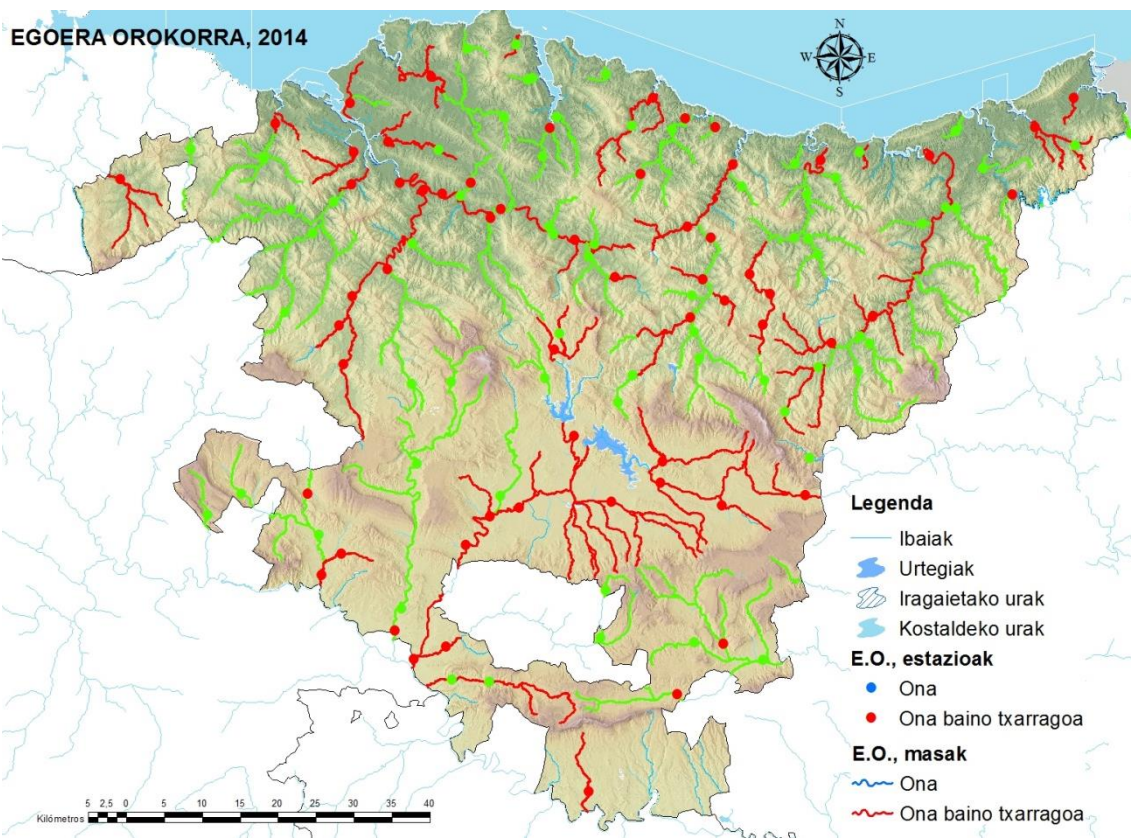 EGOERA OROKORRA, 2014
N
W E
S
Legenda
Ibaiak
Urtegiak
Iragaietako urak
Kostaldeko urak
E.O., estazioak
Ona
Ona baino txarragoa
E.O., masak
Ona
Ona baino txarragoa
5 2,5 0 5 10 15 20 25 30 35 40
Kilómetros